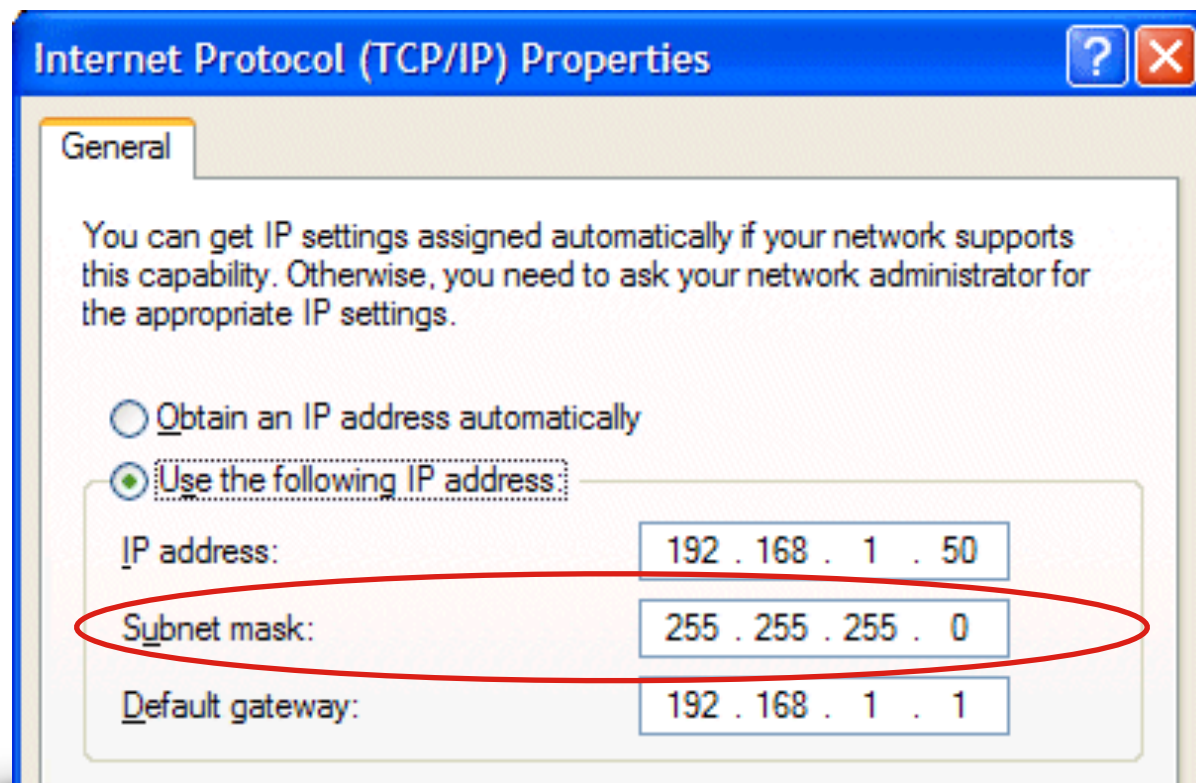 Internet Protocol (TCP/IP) Properties
?
General
You can get IP settings assigned automatically if your network supports
this capability. Otherwise, you need to ask your network administrator for
the appropriate IP settings.
Obtain an IP address automatically
Use the following IP address:
IP address: 192 . 168 . 1 . 50
Subnet mask: 255 . 255 . 255 . 0
Default gateway: 192 . 168 . 1 . 1